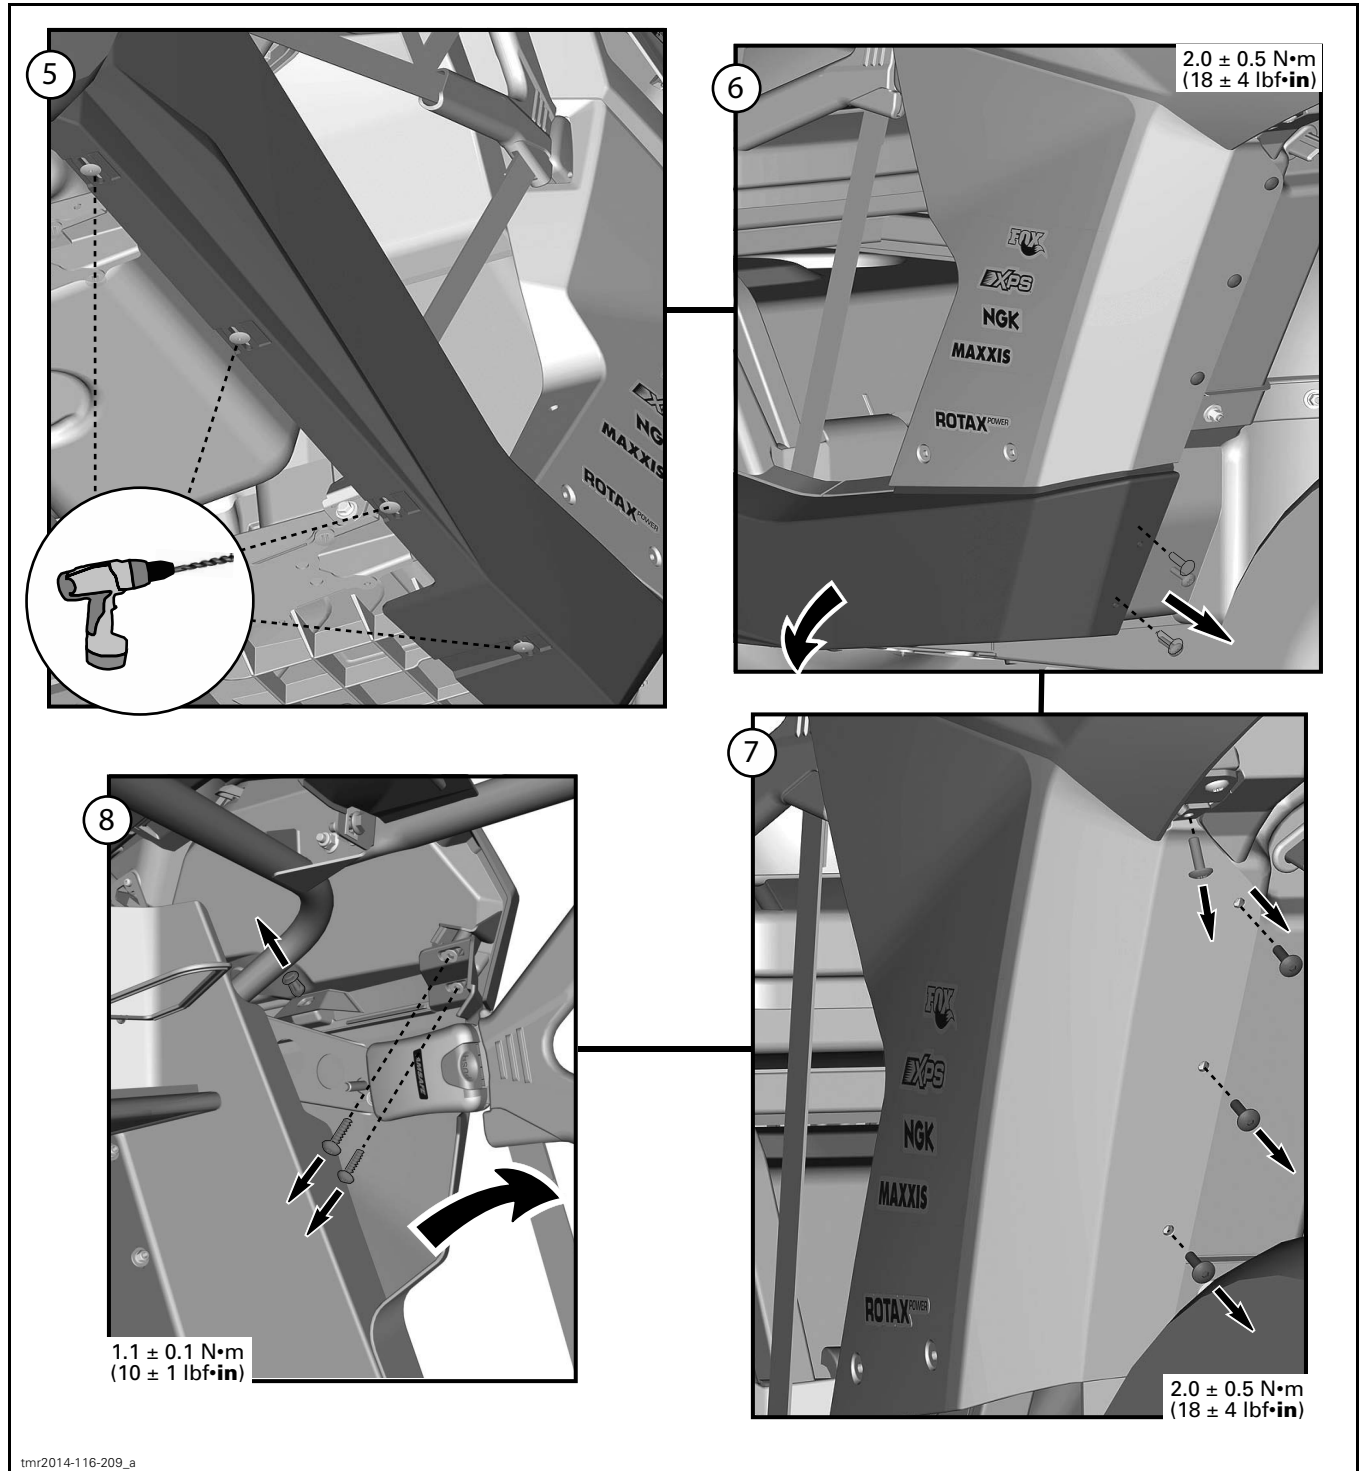 5
XPS
NGK
MAXXIS
ROTAX POWER
6
2.0 ± 0.5 N•m
(18 ± 4 lbf•in)
FOX
XPS
NGK
MAXXIS
ROTAX POWER
7
FOX
XPS
NGK
MAXXIS
ROTAX POWER
2.0 ± 0.5 N•m
(18 ± 4 lbf•in)
8
1.1 ± 0.1 N•m
(10 ± 1 lbf•in)
tmr2014-116-209_a